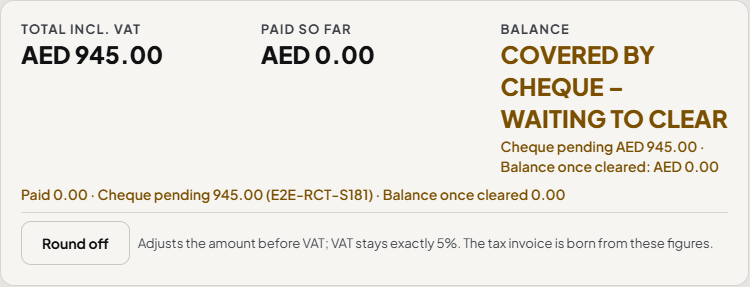 TOTAL INCL. VAT
AED 945.00
PAID SO FAR
AED 0.00
BALANCE
COVERED BY
CHEQUE –
WAITING TO CLEAR
Cheque pending AED 945.00 ·
Balance once cleared: AED 0.00
Paid 0.00 · Cheque pending 945.00 (E2E-RCT-S181) · Balance once cleared 0.00
Round off
Adjusts the amount before VAT; VAT stays exactly 5%. The tax invoice is born from these figures.